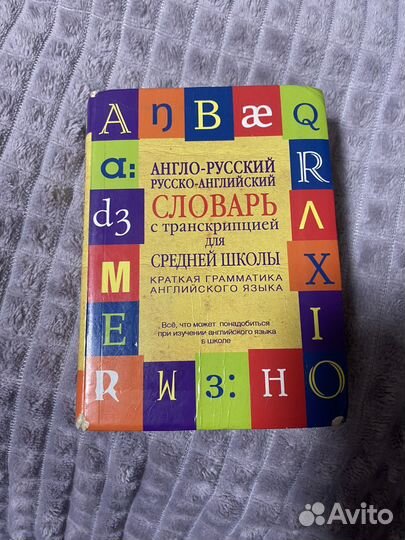 A ŋ B æ Q
ɑ: R
АНГЛО-РУССКИЙ
РУССКО-АНГЛИЙСКИЙ
СЛОВАРЬ
dʒ Λ
с транскрипцией
для
СРЕДНЕЙ ШКОЛЫ
M X
КРАТКАЯ ГРАММАТИКА
АНГЛИЙСКОГО ЯЗЫКА
E I
Всё, что может понадобиться
при изучении английского языка
в школе
R W ɜ: H O
Avito